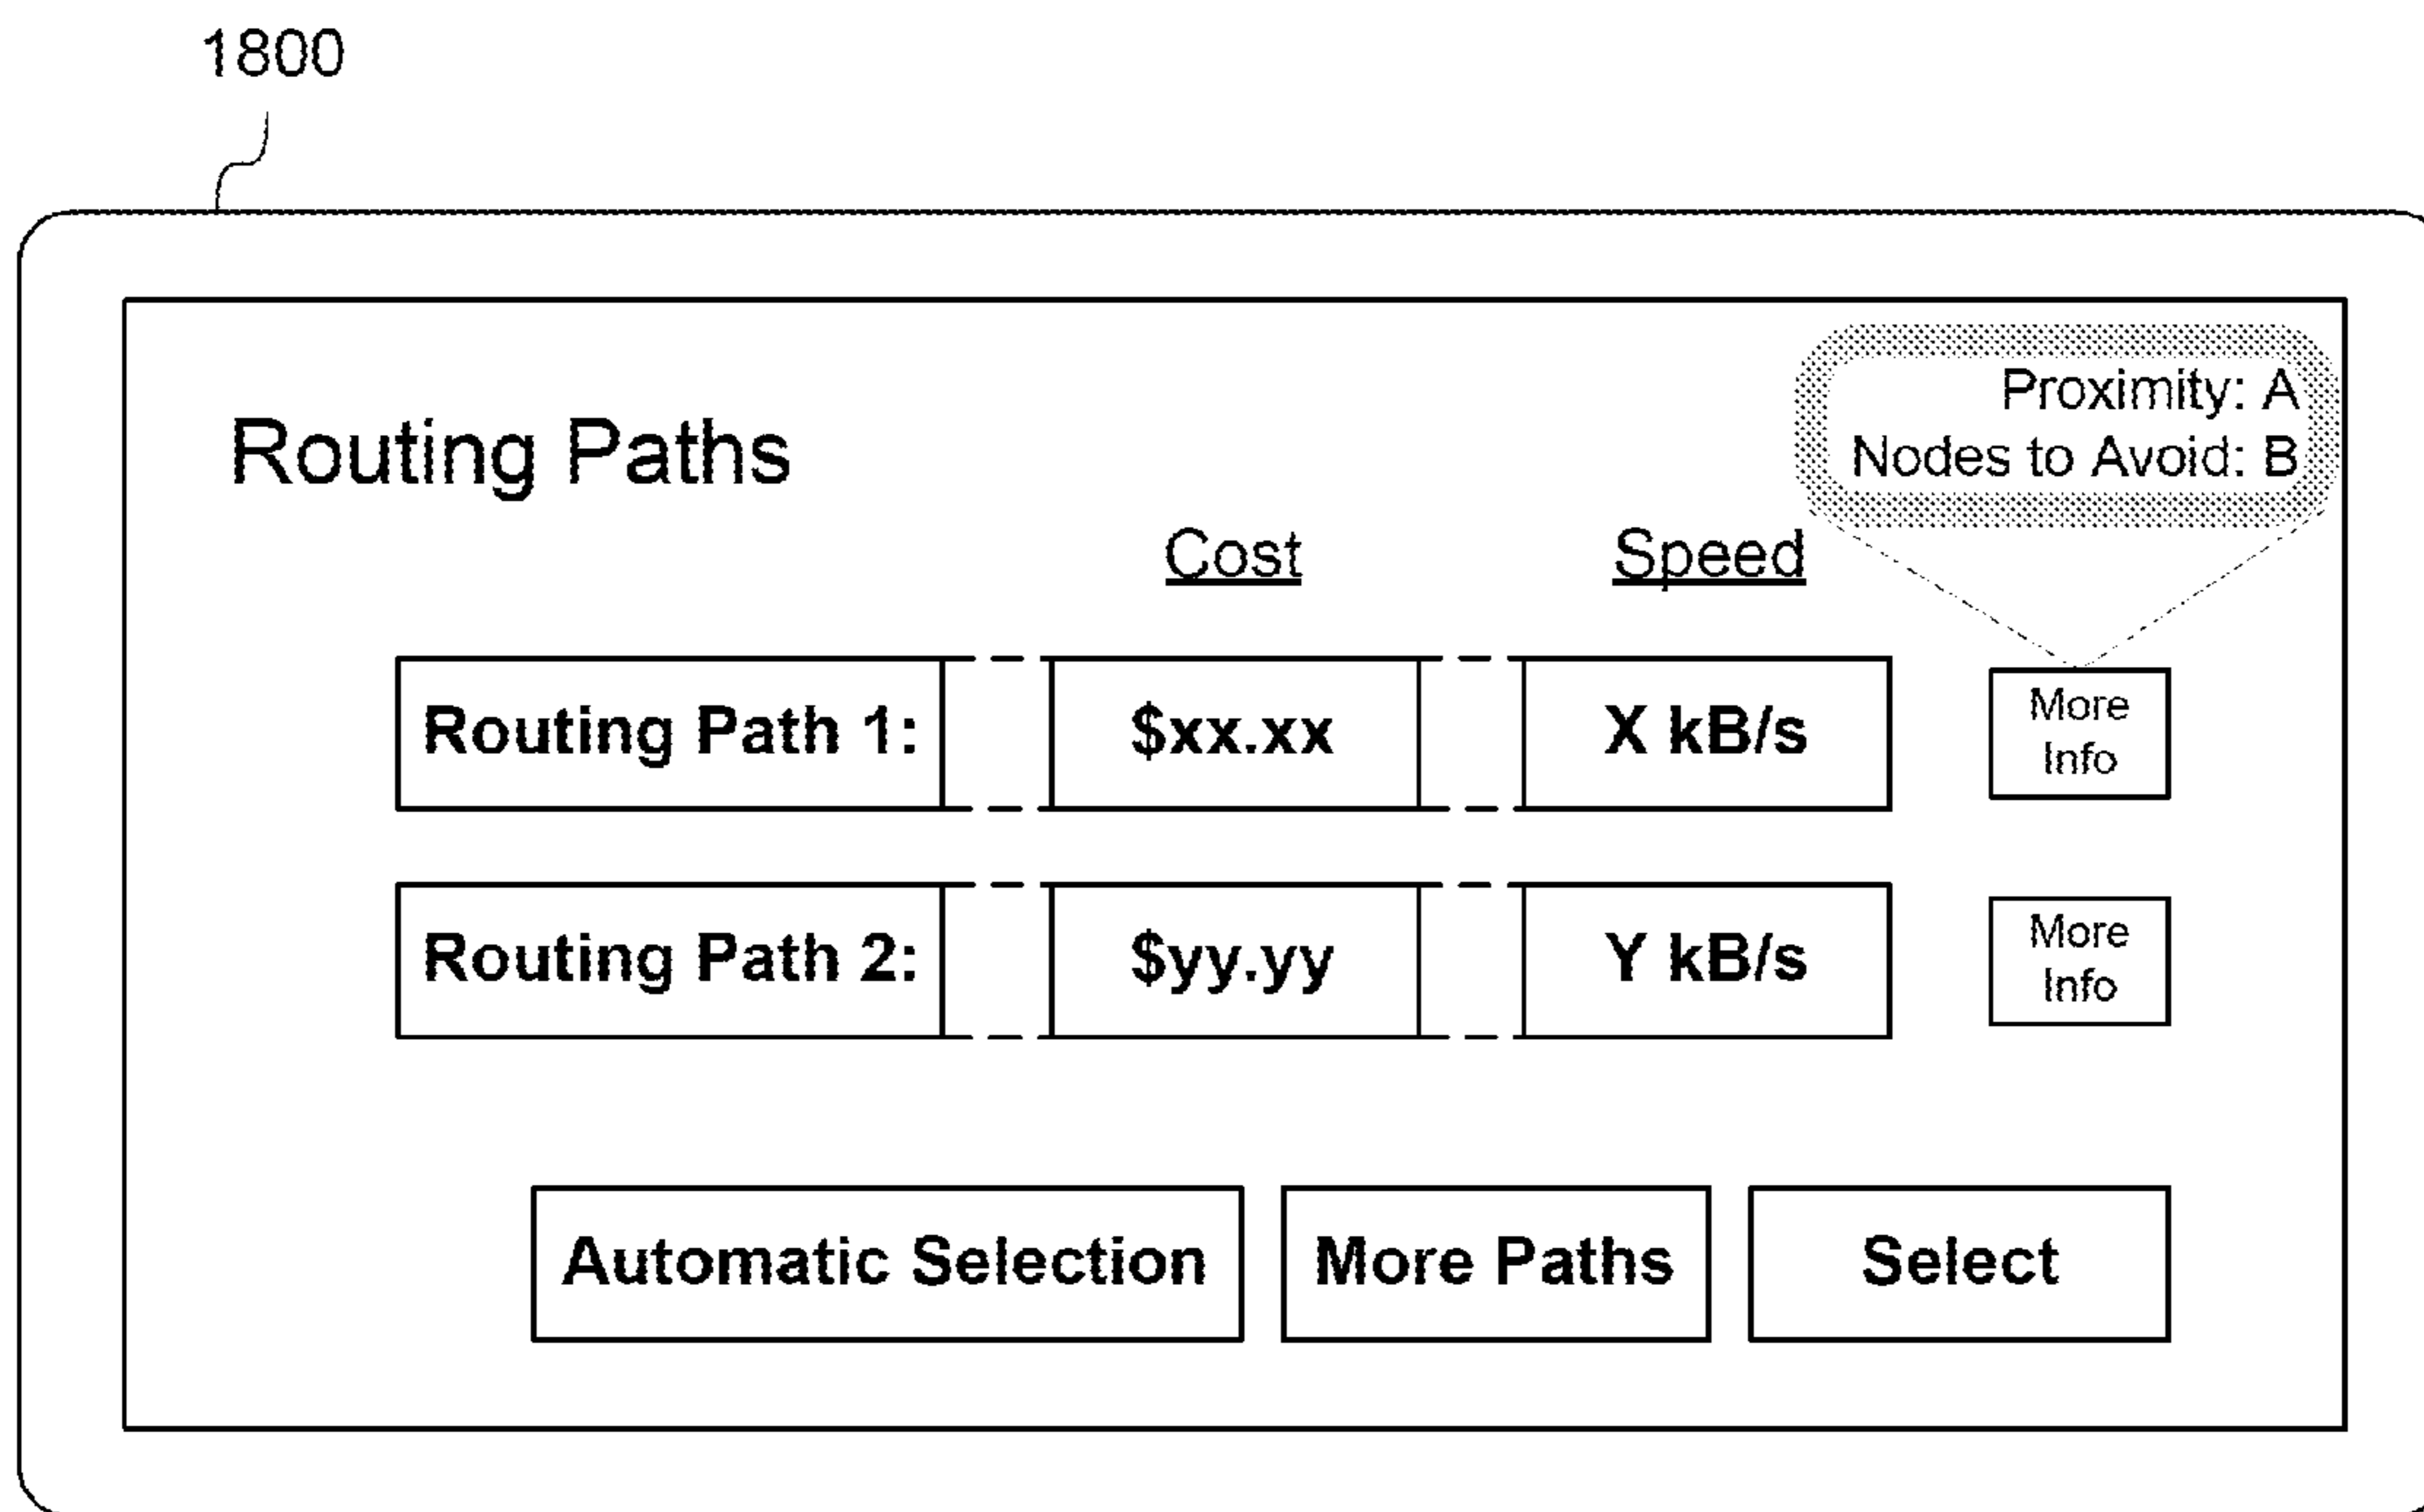 1800
Proximity: A
Nodes to Avoid: B
Routing Paths
Cost Speed
Routing Path 1: $xx.xx X kB/s More Info
Routing Path 2: $yy.yy Y kB/s More Info
Automatic Selection More Paths Select